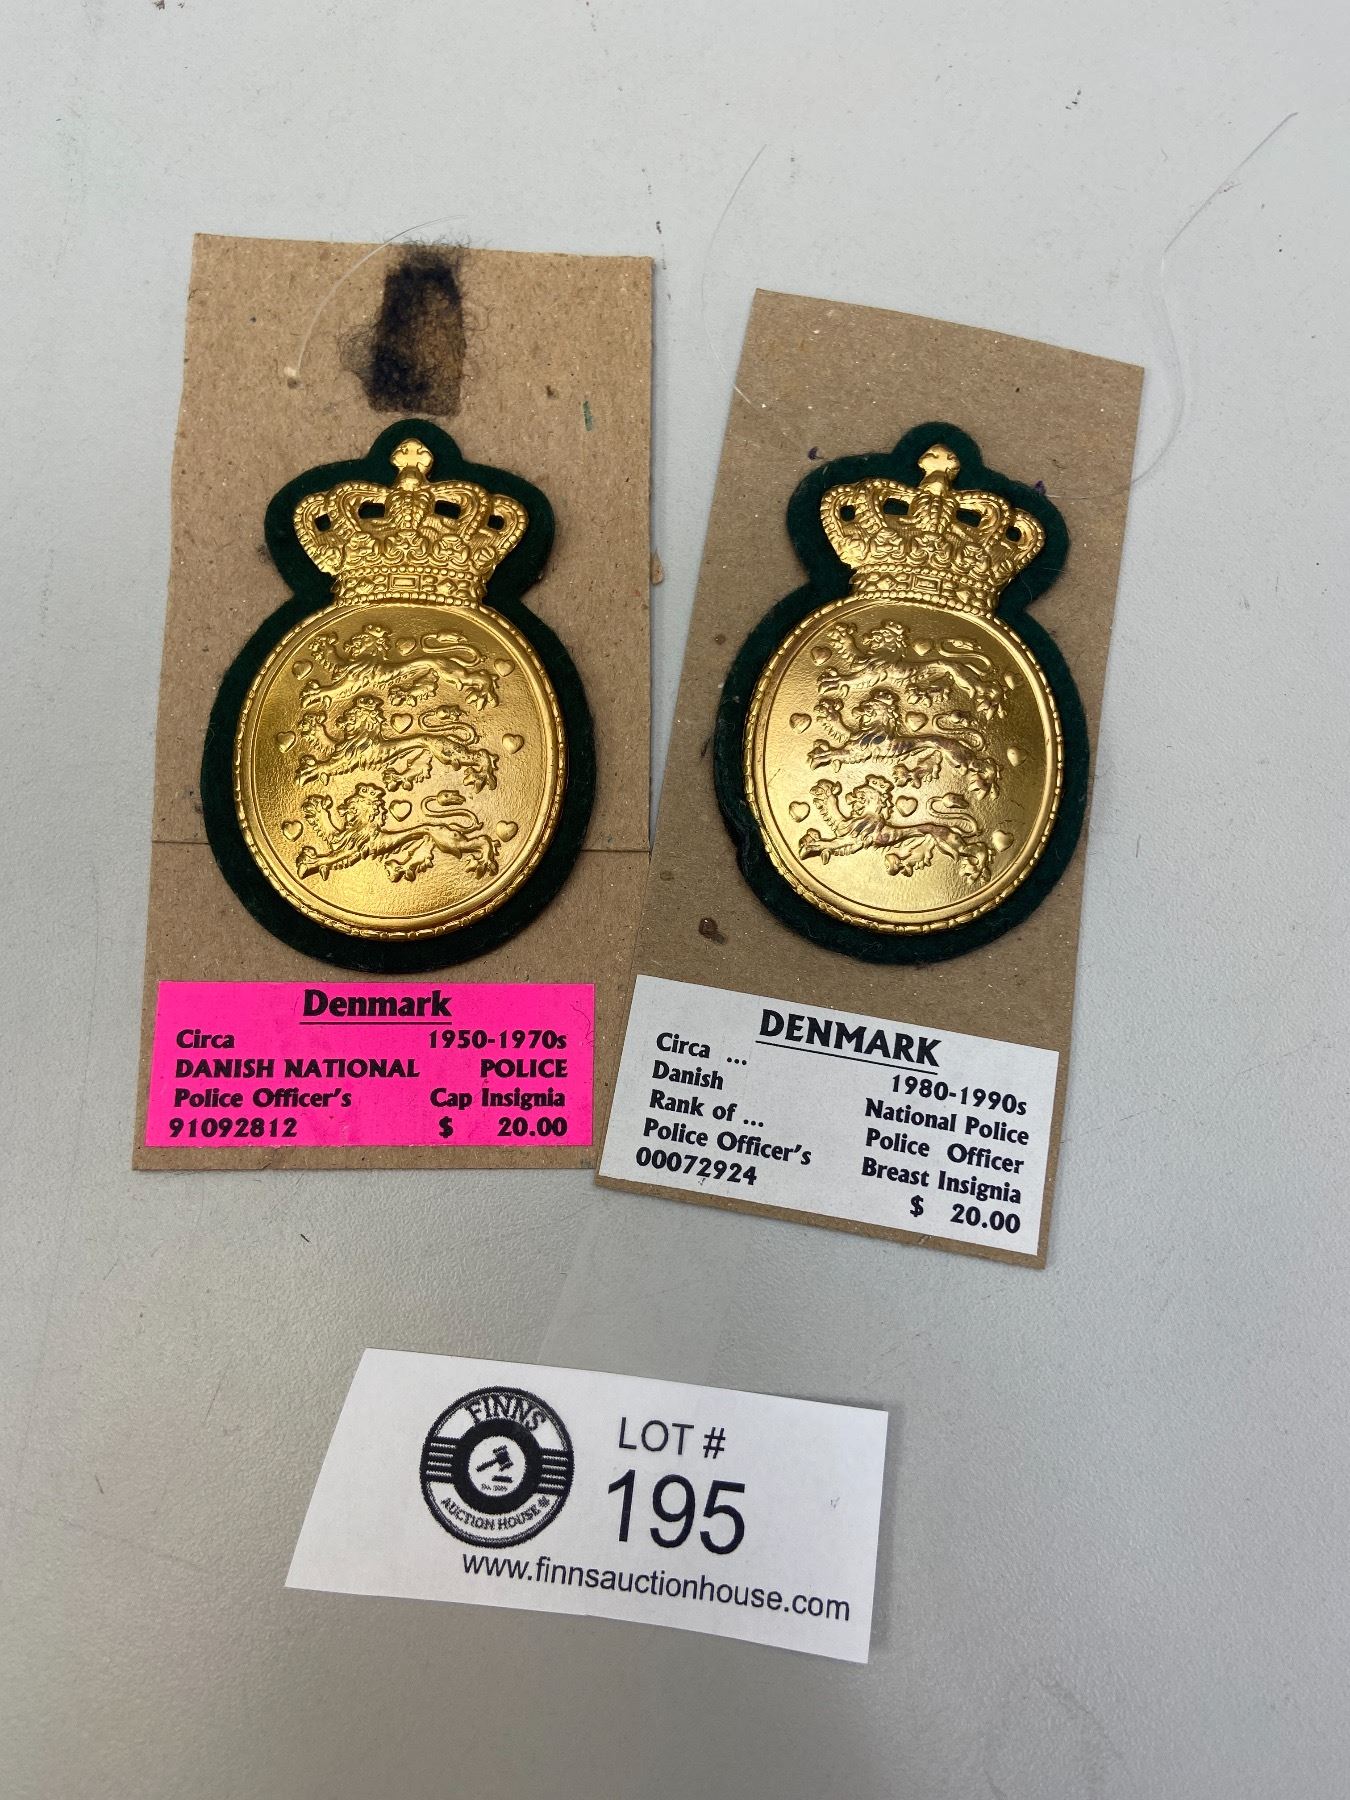 Denmark
Circa 1950-1970s
DANISH NATIONAL POLICE
Police Officer's Cap Insignia
91092812 $ 20.00
DENMARK
Circa ... 1980-1990s
Danish National Police
Rank of ... Police Officer
Police Officer's Breast Insignia
00072924 $ 20.00
FINNS
AUCTION HOUSE
LOT #
195
www.finnsauctionhouse.com